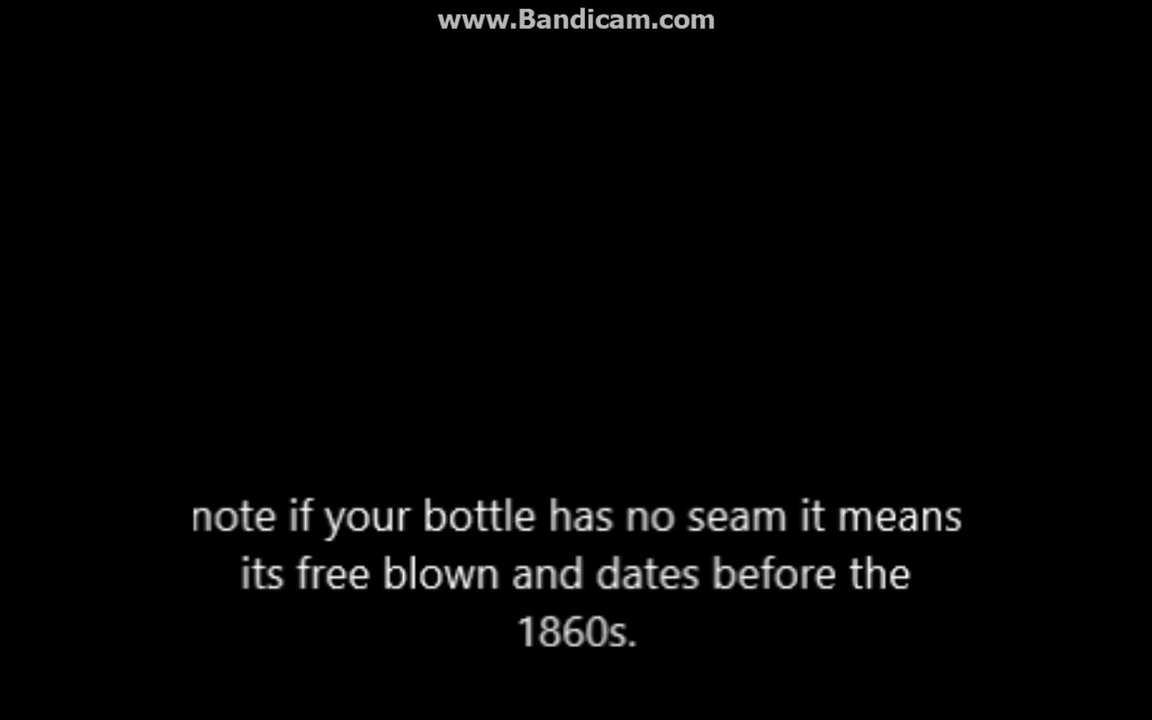 www.Bandicam.com
note if your bottle has no seam it means
its free blown and dates before the
1860s.